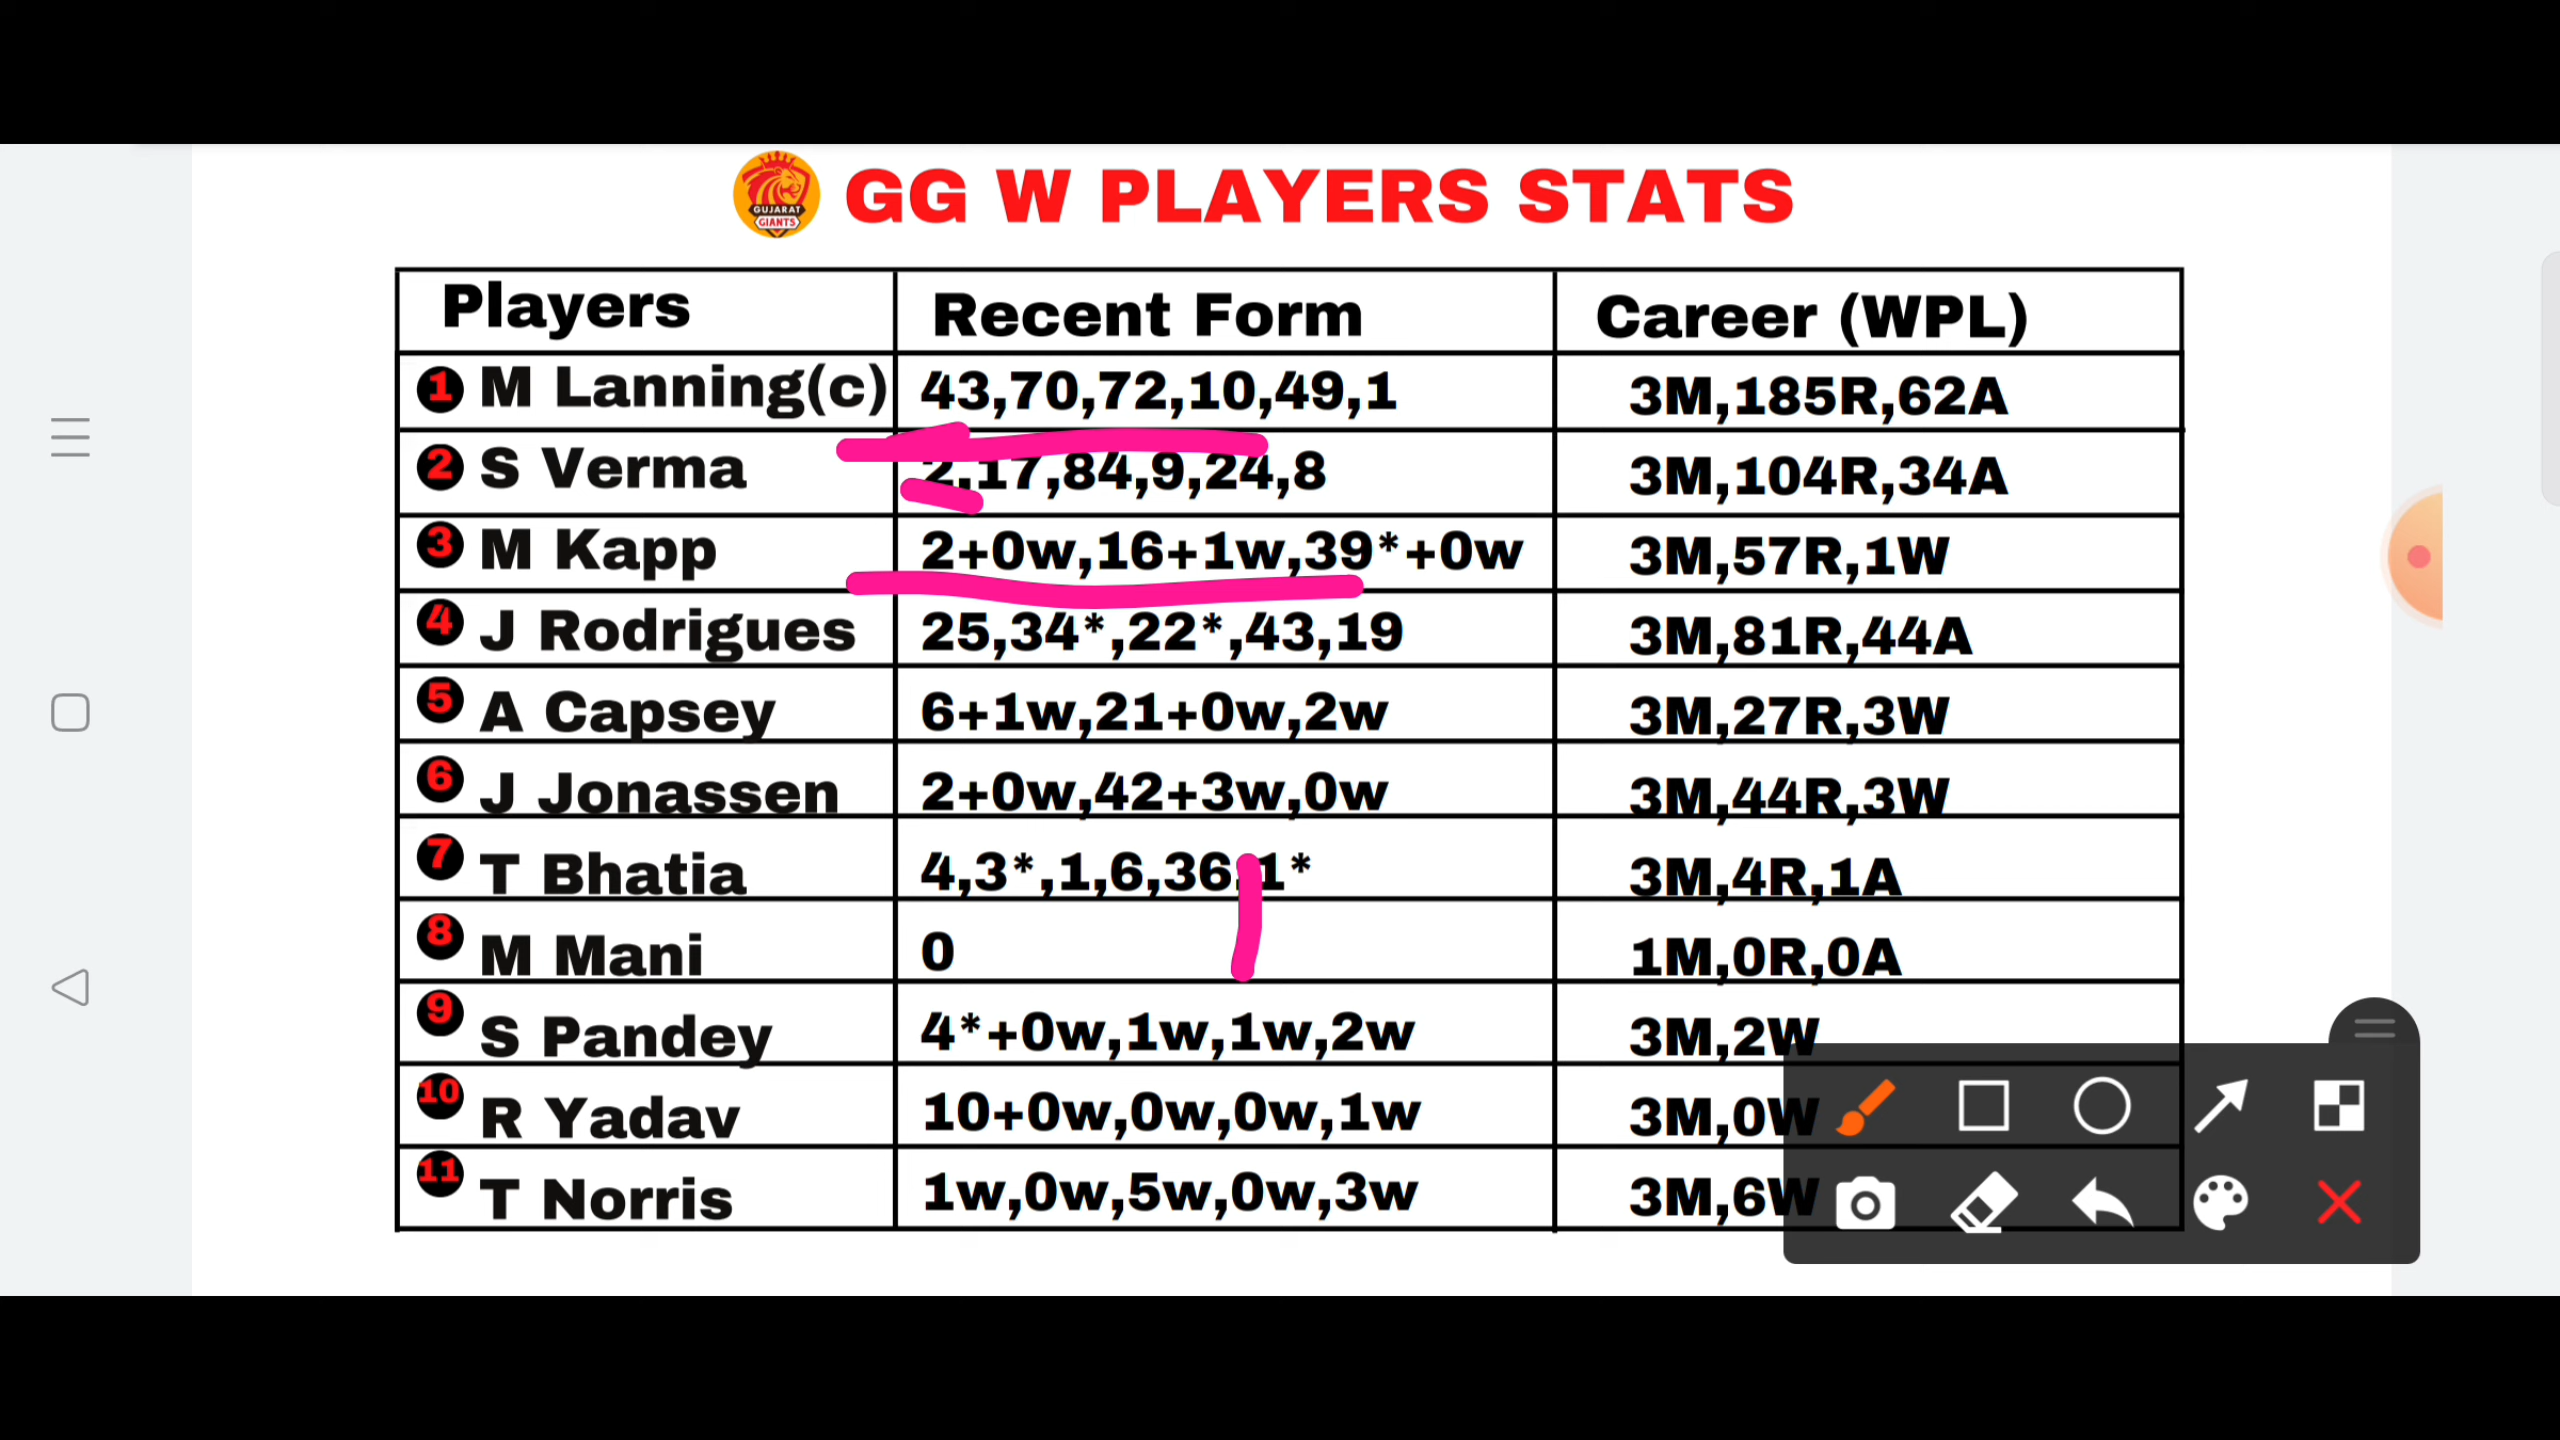 GUJARAT
GIANTS
GG W PLAYERS STATS
Players Recent Form Career (WPL)
1 M Lanning(c) 43,70,72,10,49,1 3M,185R,62A
2 S Verma 2,17,84,9,24,8 3M,104R,34A
3 M Kapp 2+0w,16+1w,39*+0w 3M,57R,1W
4 J Rodrigues 25,34*,22*,43,19 3M,81R,44A
5 A Capsey 6+1w,21+0w,2w 3M,27R,3W
6 J Jonassen 2+0w,42+3w,0w 3M,44R,3W
7 T Bhatia 4,3*,1,6,36,1* 3M,4R,1A
8 M Mani 0 1M,0R,0A
9 S Pandey 4*+0w,1w,1w,2w 3M,2W
10 R Yadav 10+0w,0w,0w,1w 3M,0W
11 T Norris 1w,0w,5w,0w,3w 3M,6W